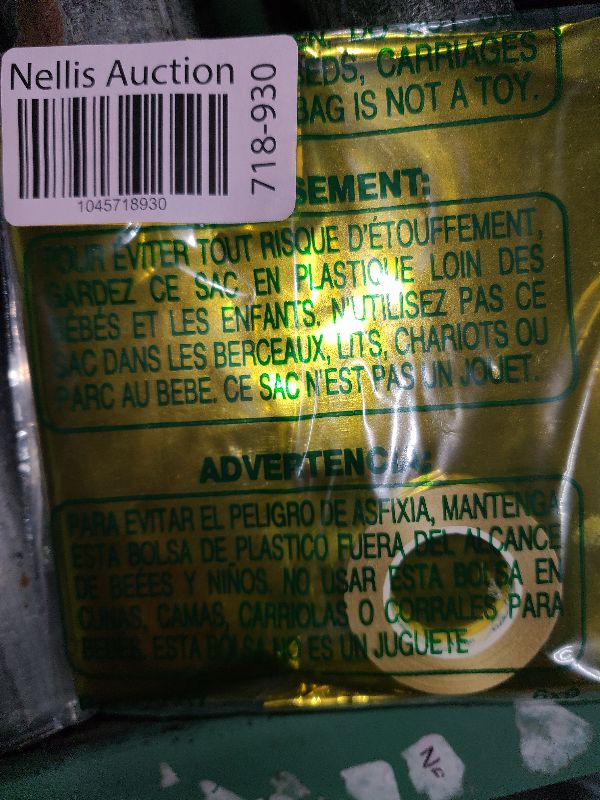 Nellis Auction
718-930
1045718930
CARRIAGES
BAG IS NOT A TOY.
SEMENT:
POUR EVITER TOUT RISQUE D'ÉTOUFFEMENT,
GARDEZ CE SAC EN PLASTIQUE LOIN DES
BÉBÉS ET LES ENFANTS. N'UTILISEZ PAS CE
SAC DANS LES BERCEAUX, LITS, CHARIOTS OU
PARC AU BEBE. CE SAC N'EST PAS UN JOUET.
ADVERTENCIA:
PARA EVITAR EL PELIGRO DE ASFIXIA, MANTENGA
ESTA BOLSA DE PLASTICO FUERA DEL ALCANCE
DE BEÉES Y NIÑOS. NO USAR ESTA BOLSA EN
CUNAS, CAMAS, CARRIOLAS O CORRALES PARA
BEBES. ESTA BOLSA NO ES UN JUGUETE
6x9